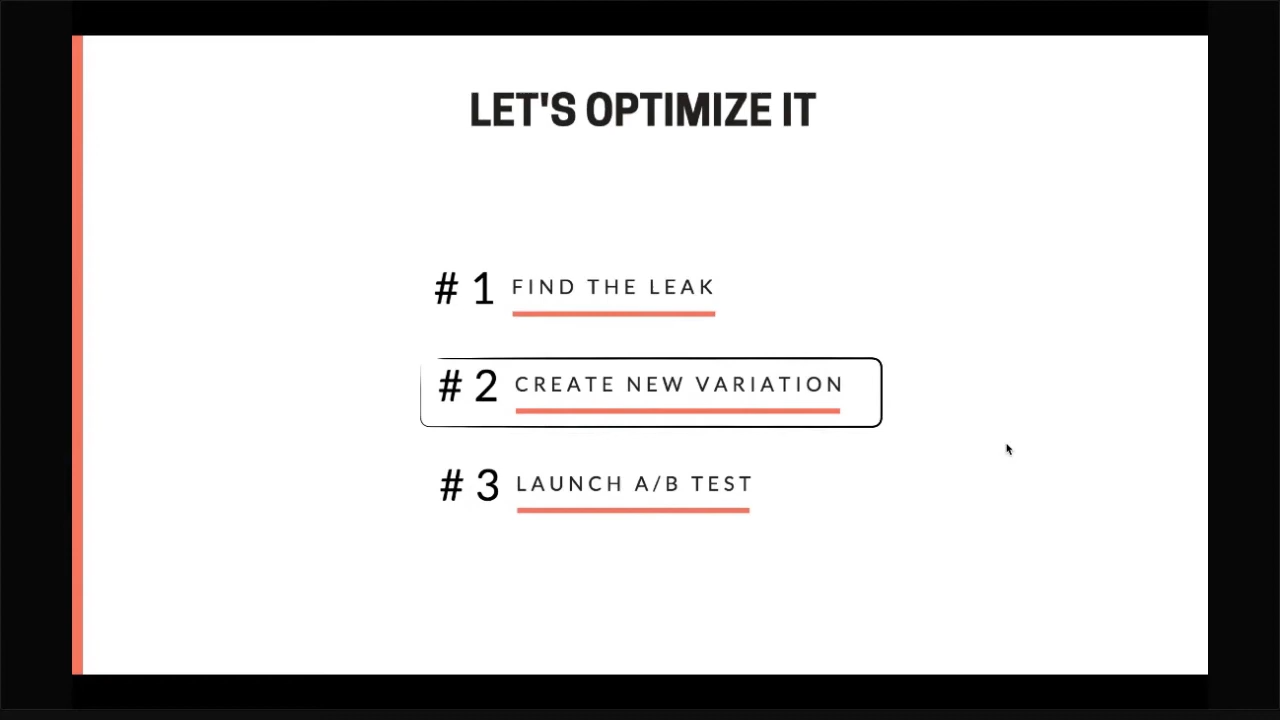 LET'S OPTIMIZE IT
# 1 FIND THE LEAK
# 2 CREATE NEW VARIATION
# 3 LAUNCH A/B TEST